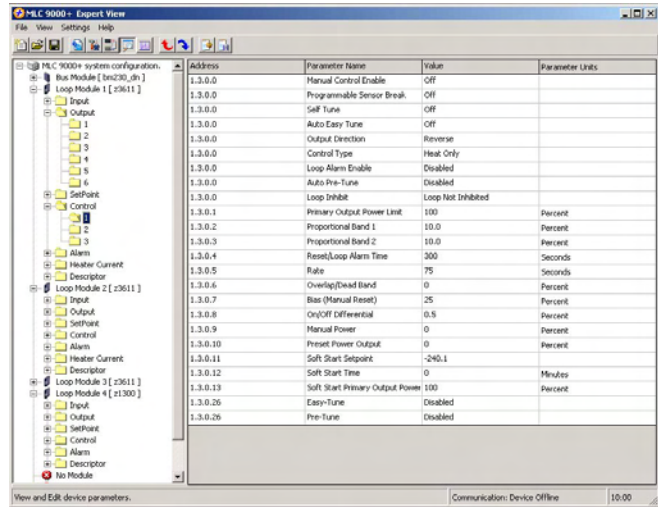 MLC 9000+ Expert View
File View Settings Help
MLC 9000+ system configuration.
Bus Module [ bm230_dn ]
Loop Module 1 [ z3611 ]
Input
Output
1
2
3
4
5
6
SetPoint
Control
1
2
3
Alarm
Heater Current
Descriptor
Loop Module 2 [ z3611 ]
Input
Output
SetPoint
Control
Alarm
Heater Current
Descriptor
Loop Module 3 [ z3611 ]
Loop Module 4 [ z1300 ]
Input
Output
SetPoint
Control
Alarm
Descriptor
No Module
Address Parameter Name Value Parameter Units
1.3.0.0 Manual Control Enable Off
1.3.0.0 Programmable Sensor Break Off
1.3.0.0 Self Tune Off
1.3.0.0 Auto Easy Tune Off
1.3.0.0 Output Direction Reverse
1.3.0.0 Control Type Heat Only
1.3.0.0 Loop Alarm Enable Disabled
1.3.0.0 Auto Pre-Tune Disabled
1.3.0.0 Loop Inhibit Loop Not Inhibited
1.3.0.1 Primary Output Power Limit 100 Percent
1.3.0.2 Proportional Band 1 10.0 Percent
1.3.0.3 Proportional Band 2 10.0 Percent
1.3.0.4 Reset/Loop Alarm Time 300 Seconds
1.3.0.5 Rate 75 Seconds
1.3.0.6 Overlap/Dead Band 0 Percent
1.3.0.7 Bias (Manual Reset) 25 Percent
1.3.0.8 On/Off Differential 0.5 Percent
1.3.0.9 Manual Power 0 Percent
1.3.0.10 Preset Power Output 0 Percent
1.3.0.11 Soft Start Setpoint -240.1
1.3.0.12 Soft Start Time 0 Minutes
1.3.0.13 Soft Start Primary Output Power 100 Percent
1.3.0.26 Easy-Tune Disabled
1.3.0.26 Pre-Tune Disabled
View and Edit device parameters. Communication: Device Offline 10:00